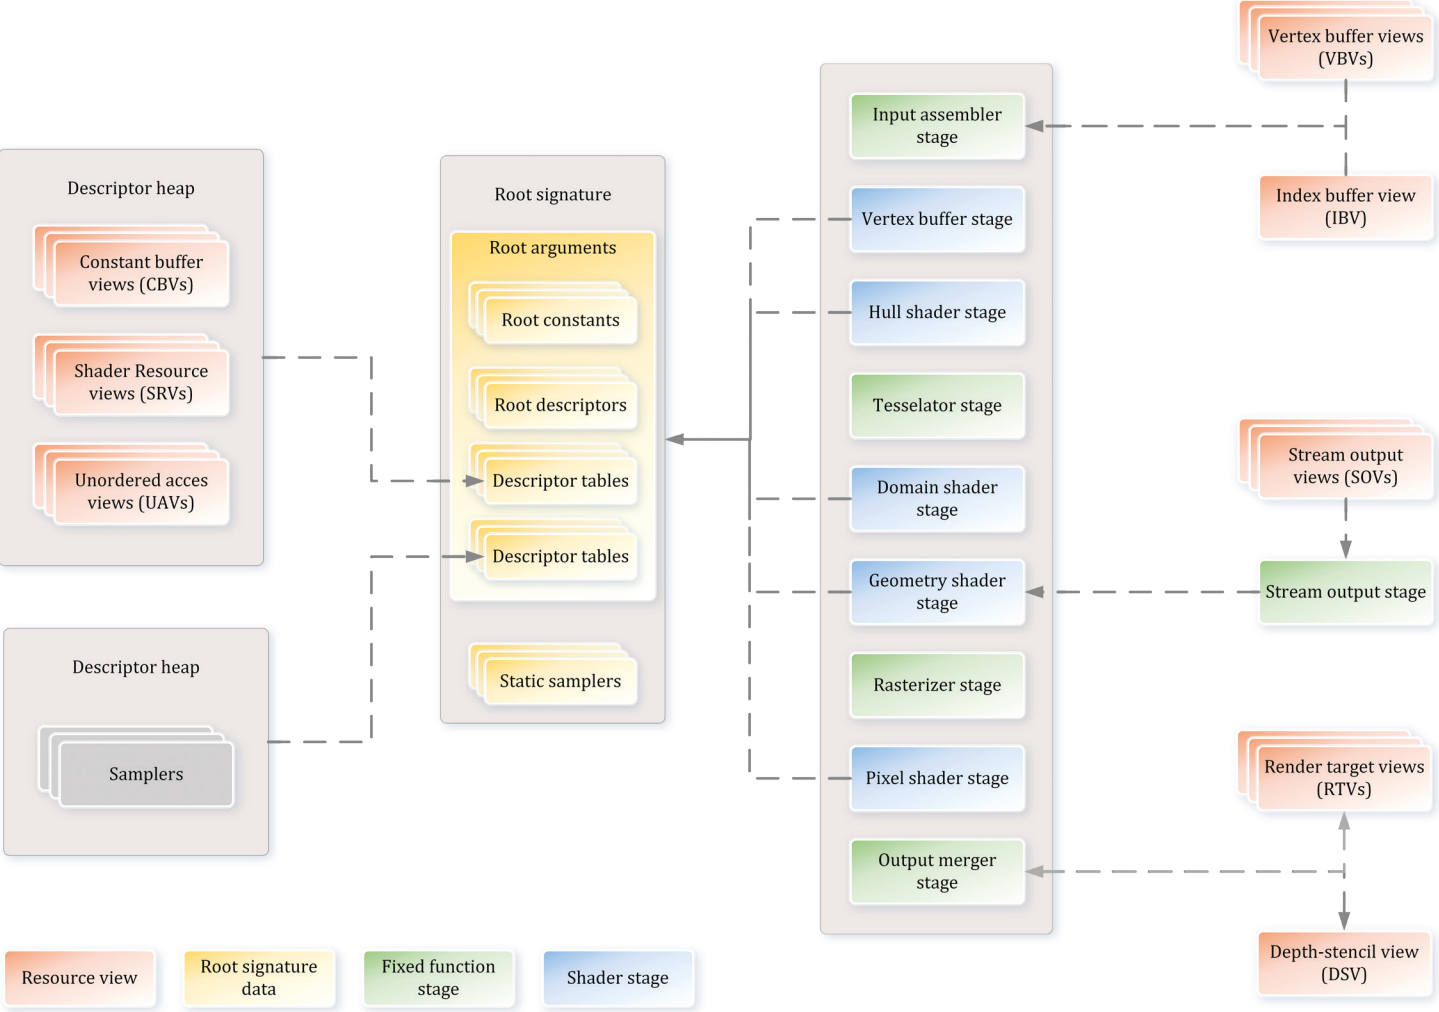 Descriptor heap
Constant buffer
views (CBVs)
Shader Resource
views (SRVs)
Unordered acces
views (UAVs)
Descriptor heap
Samplers
Root signature
Root arguments
Root constants
Root descriptors
Descriptor tables
Descriptor tables
Static samplers
Input assembler
stage
Vertex buffer stage
Hull shader stage
Tesselator stage
Domain shader
stage
Geometry shader
stage
Rasterizer stage
Pixel shader stage
Output merger
stage
Vertex buffer views
(VBVs)
Index buffer view
(IBV)
Stream output
views (SOVs)
Stream output stage
Render target views
(RTVs)
Depth-stencil view
(DSV)
Resource view
Root signature
data
Fixed function
stage
Shader stage